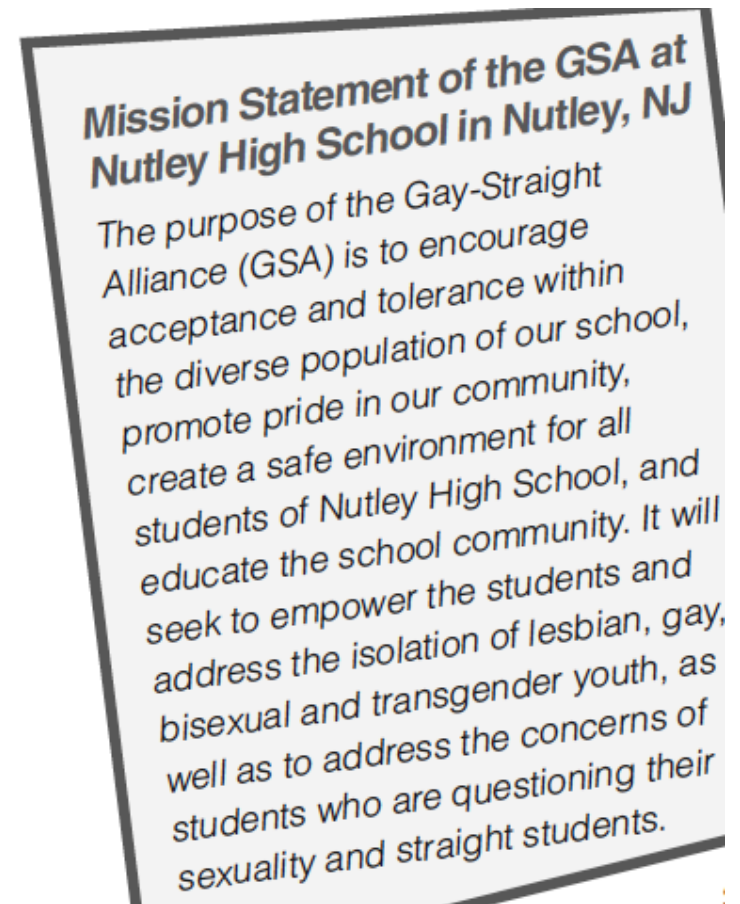 Mission Statement of the GSA at
Nutley High School in Nutley, NJ
The purpose of the Gay-Straight
Alliance (GSA) is to encourage
acceptance and tolerance within
the diverse population of our school,
promote pride in our community,
create a safe environment for all
students of Nutley High School, and
educate the school community. It will
seek to empower the students and
address the isolation of lesbian, gay,
bisexual and transgender youth, as
well as to address the concerns of
students who are questioning their
sexuality and straight students.